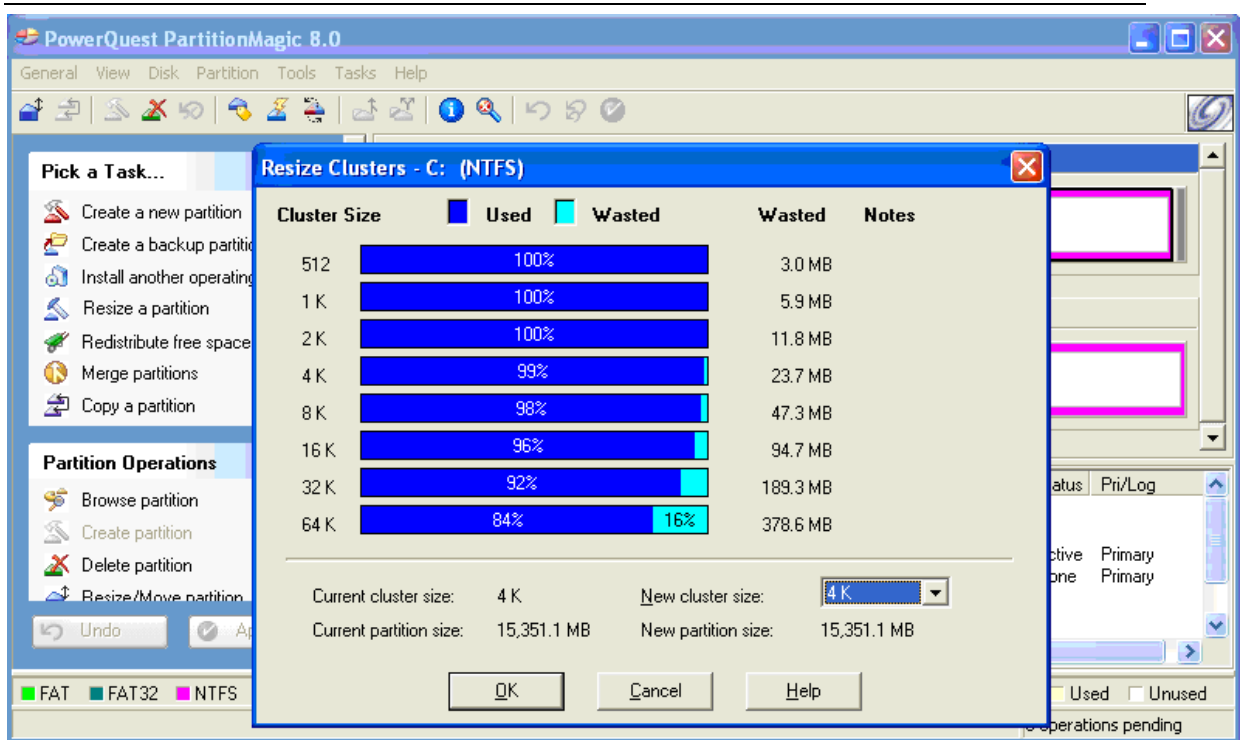 PowerQuest PartitionMagic 8.0
General View Disk Partition Tools Tasks Help
Pick a Task...
Create a new partition
Create a backup partitio
Install another operating
Resize a partition
Redistribute free space
Merge partitions
Copy a partition
Partition Operations
Browse partition
Create partition
Delete partition
Resize/Move partition
Undo
Ap
Resize Clusters - C: (NTFS)
Cluster Size Used Wasted Wasted Notes
512 100% 3.0 MB
1 K 100% 5.9 MB
2 K 100% 11.8 MB
4 K 99% 23.7 MB
8 K 98% 47.3 MB
16 K 96% 94.7 MB
32 K 92% 189.3 MB
64 K 84% 16% 378.6 MB
Current cluster size: 4 K New cluster size: 4 K
Current partition size: 15,351.1 MB New partition size: 15,351.1 MB
OK Cancel Help
atus Pri/Log
ctive Primary
one Primary
FAT FAT32 NTFS
Used Unused
operations pending